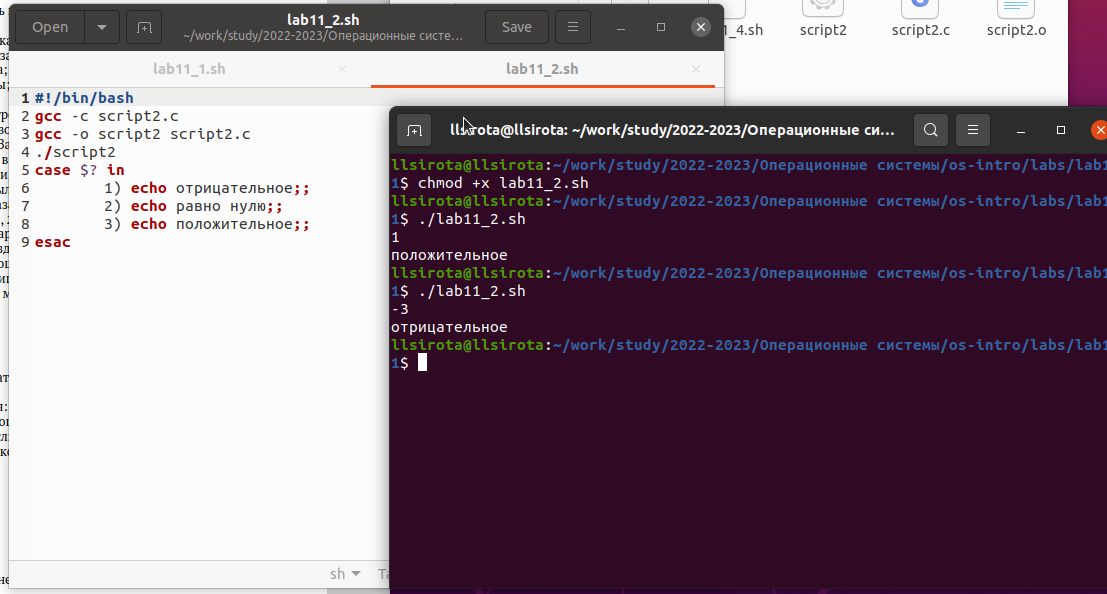 Open
lab11_2.sh
~/work/study/2022-2023/Операционные систе...
Save
_4.sh
script2
script2.c
script2.o
lab11_1.sh
lab11_2.sh
1 #!/bin/bash
2 gcc -c script2.c
3 gcc -o script2 script2.c
4 ./script2
5 case $? in
6 1) echo отрицательное;;
7 2) echo равно нулю;;
8 3) echo положительное;;
9 esac
sh
llsirota@llsirota: ~/work/study/2022-2023/Операционные си...
llsirota@llsirota:~/work/study/2022-2023/Операционные системы/os-intro/labs/lab1
1$ chmod +x lab11_2.sh
llsirota@llsirota:~/work/study/2022-2023/Операционные системы/os-intro/labs/lab1
1$ ./lab11_2.sh
1
положительное
llsirota@llsirota:~/work/study/2022-2023/Операционные системы/os-intro/labs/lab1
1$ ./lab11_2.sh
-3
отрицательное
llsirota@llsirota:~/work/study/2022-2023/Операционные системы/os-intro/labs/lab1
1$